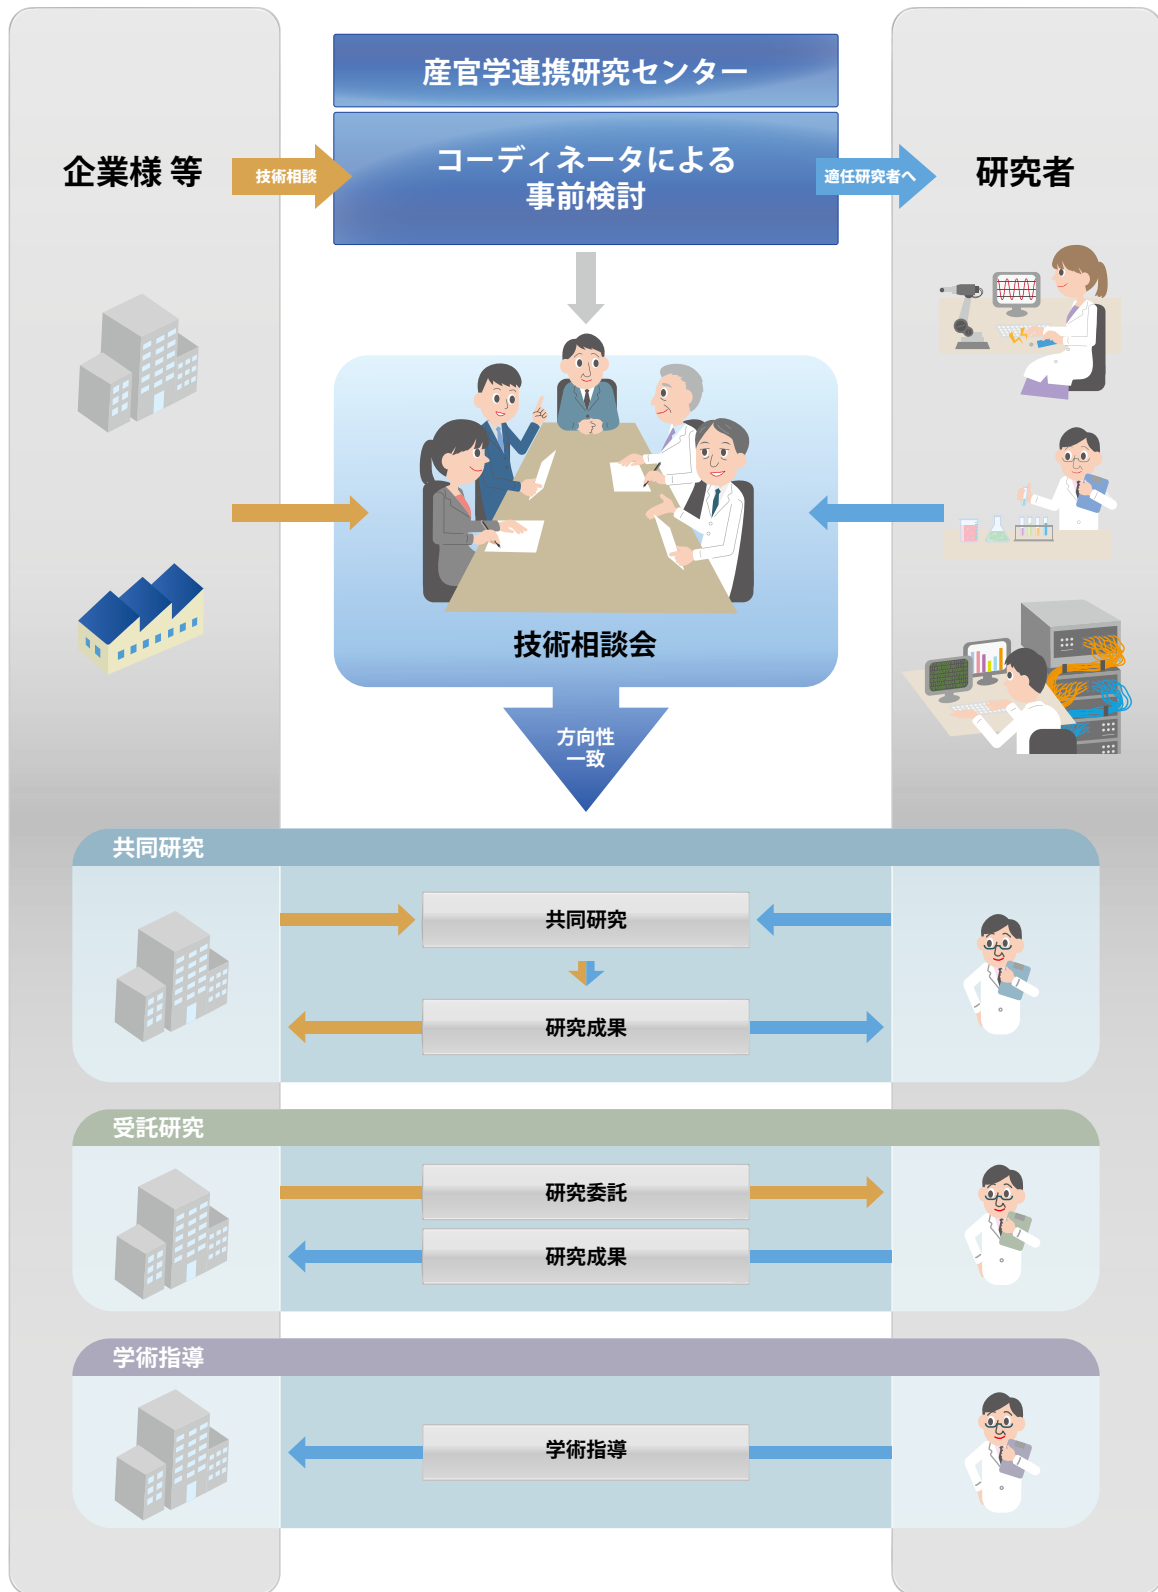 産官学連携研究センター
企業様 等
技術相談
コーディネータによる
事前検討
適任研究者へ
研究者
技術相談会
方向性
一致
共同研究
共同研究
研究成果
受託研究
研究委託
研究成果
学術指導
学術指導